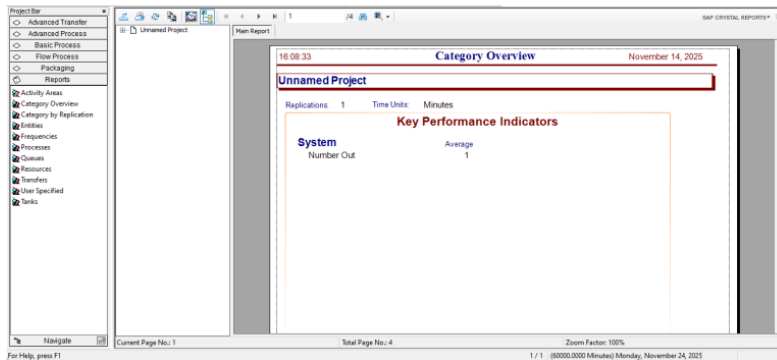 Project Bar
Advanced Transfer
Advanced Process
Basic Process
Flow Process
Packaging
Reports
Activity Areas
Category Overview
Category by Replication
Entities
Frequencies
Processes
Queues
Resources
Transfers
User Specified
Tanks
Navigate
1 /4
SAP CRYSTAL REPORTS®
Unnamed Project
Main Report
16:08:33 Category Overview November 14, 2025
Unnamed Project
Replications: 1 Time Units: Minutes
Key Performance Indicators
System Average
Number Out 1
Current Page No.: 1 Total Page No.: 4 Zoom Factor: 100%
For Help, press F1 1 / 1 (60000.0000 Minutes) Monday, November 24, 2025